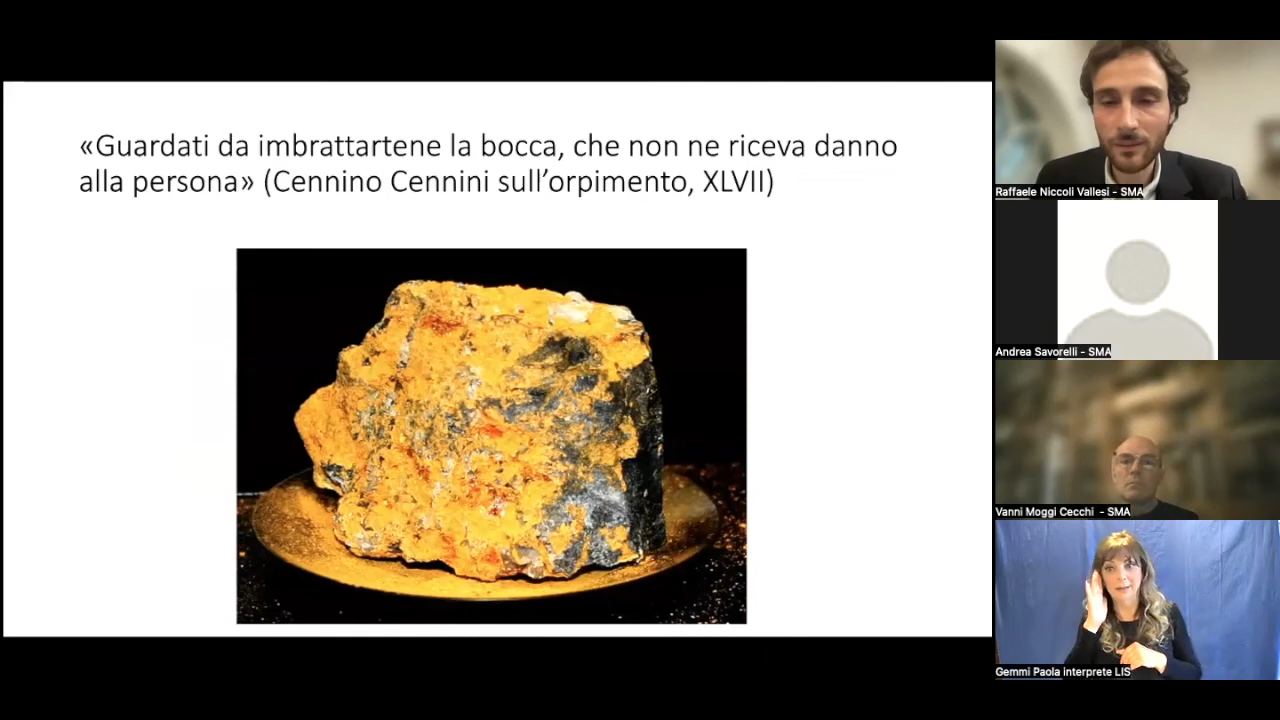 «Guardati da imbrattartene la bocca, che non ne riceva danno
alla persona» (Cennino Cennini sull’orpimento, XLVII)
Raffaele Niccoli Vallesi - SMA
Andrea Savorelli - SMA
Vanni Moggi Cecchi - SMA
Gemmi Paola interprete LIS